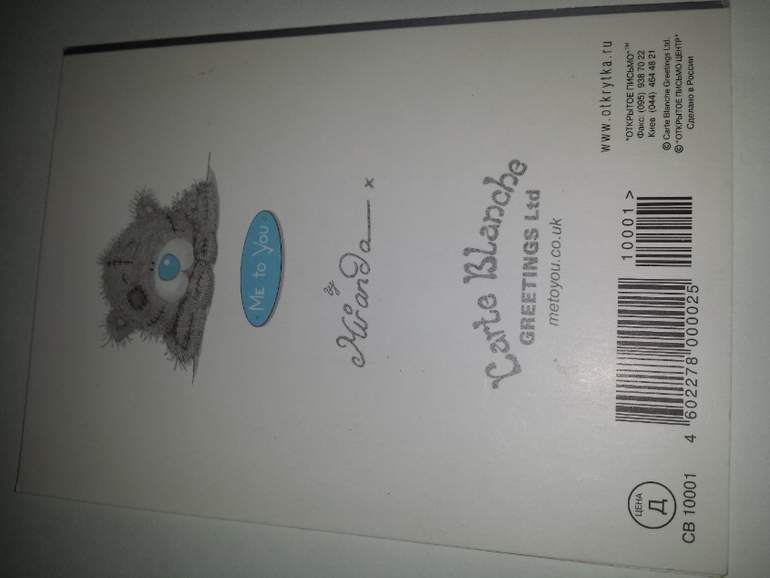 ME to You
by
Miranda x
Carte Blanche
GREETINGS Ltd
metoyou.co.uk
ЦЕНА
Д
CB 10001
4 602278 000025
10001 >
www.otkrytka.ru
"ОТКРЫТОЕ ПИСЬМО"™
Факс: (095) 938 70 22
Киев (044) 464 48 21
© Carte Blanche Greetings Ltd.
© "ОТКРЫТОЕ ПИСЬМО ЦЕНТР"
Сделано в России